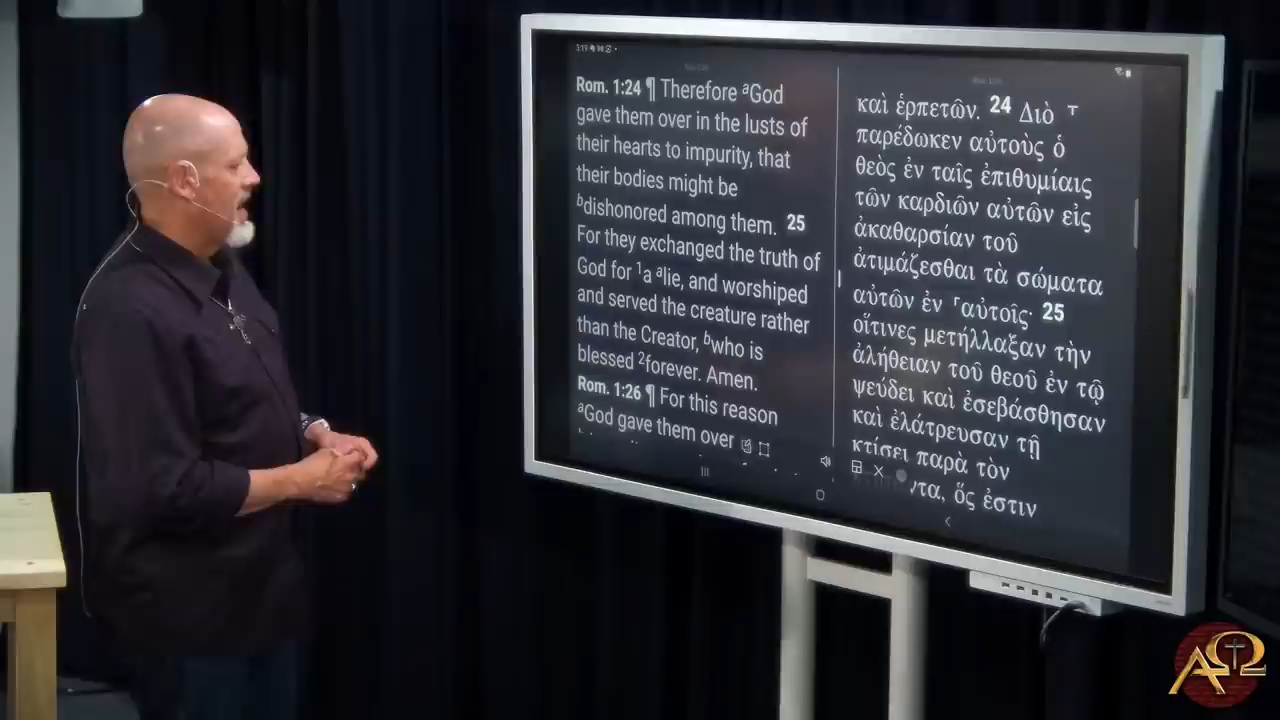 3:19
Rom. 1:24 ¶ Therefore ᵃGod
gave them over in the lusts of
their hearts to impurity, that
their bodies might be
ᵇdishonored among them. 25
For they exchanged the truth of
God for ¹a ᵃlie, and worshiped
and served the creature rather
than the Creator, ᵇwho is
blessed ²forever. Amen.
Rom. 1:26 ¶ For this reason
ᵃGod gave them over
καὶ ἑρπετῶν. 24 Διὸ ⸆
παρέδωκεν αὐτοὺς ὁ
θεὸς ἐν ταῖς ἐπιθυμίαις
τῶν καρδιῶν αὐτῶν εἰς
ἀκαθαρσίαν τοῦ
ἀτιμάζεσθαι τὰ σώματα
αὐτῶν ἐν ⸀αὐτοῖς· 25
οἵτινες μετήλλαξαν τὴν
ἀλήθειαν τοῦ θεοῦ ἐν τῷ
ψεύδει καὶ ἐσεβάσθησαν
καὶ ἐλάτρευσαν τῇ
κτίσει παρὰ τὸν
ὅς ἐστιν
ΑΩ